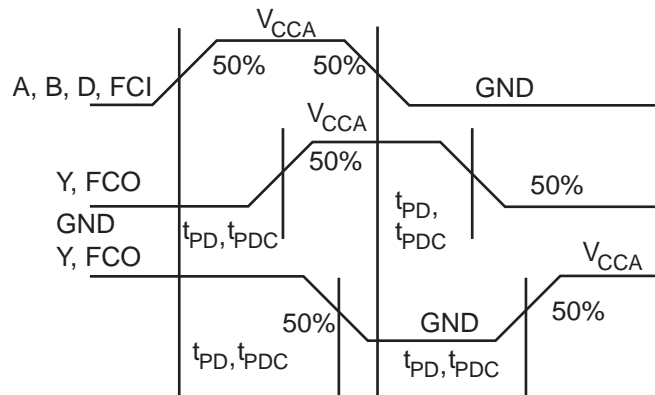 V_CCA
50% 50%
A, B, D, FCI
GND
V_CCA
50%
Y, FCO
50%
GND
t_PD, t_PDC
t_PD,
t_PDC
Y, FCO
V_CCA
50%
GND
50%
t_PD, t_PDC
t_PD, t_PDC